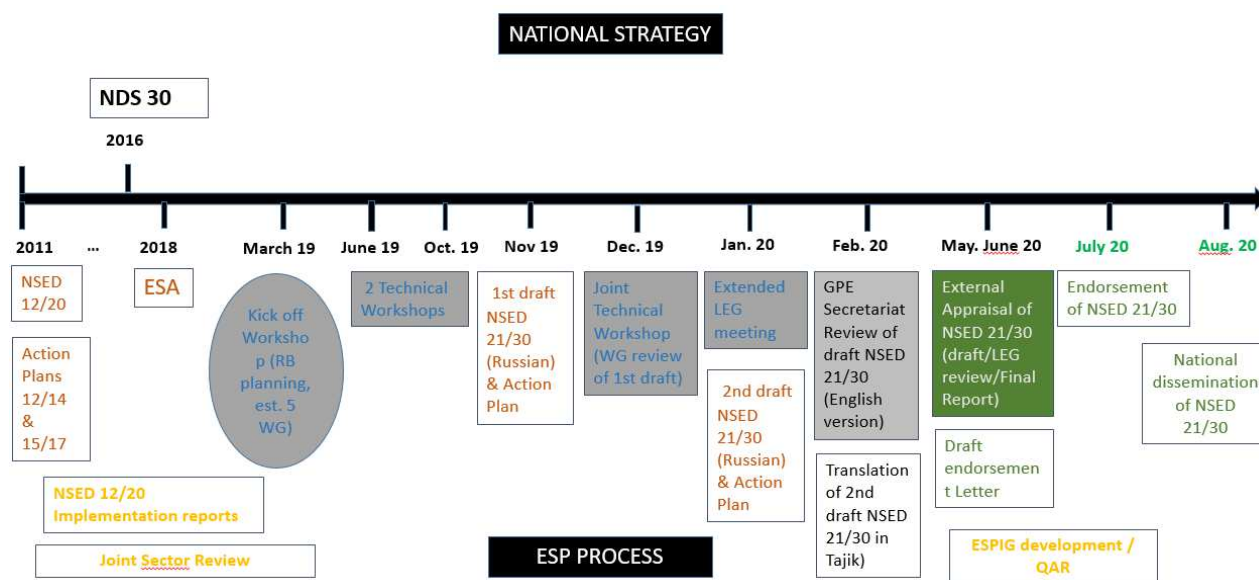 NATIONAL STRATEGY
NDS 30
2016
2011
...
2018
March 19
June 19
Oct. 19
Nov 19
Dec. 19
Jan. 20
Feb. 20
May. June 20
July 20
Aug. 20
NSED
12/20
Action
Plans
12/14
&
15/17
ESA
Kick off
Worksho
p (RB
planning,
est. 5
WG)
2 Technical
Workshops
1st draft
NSED
21/30
(Russian)
& Action
Plan
Joint
Technical
Workshop
(WG review
of 1st draft)
Extended
LEG
meeting
2nd draft
NSED
21/30
(Russian)
& Action
Plan
GPE
Secretariat
Review of
draft NSED
21/30
(English
version)
Translation
of 2nd
draft NSED
21/30 in
Tajik)
External
Appraisal of
NSED 21/30
(draft/LEG
review/Final
Report)
Draft
endorsemen
t Letter
Endorsement
of NSED 21/30
National
dissemination
of NSED
21/30
NSED 12/20
Implementation reports
Joint Sector Review
ESP PROCESS
ESPIG development /
QAR